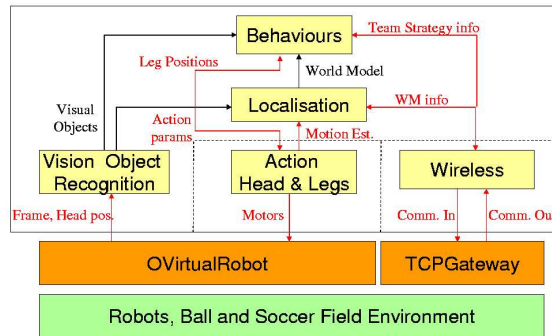 Behaviours
Team Strategy info
Leg Positions
World Model
Visual
Objects
Localisation
WM info
Action
params
Motion Est.
Vision Object
Recognition
Action
Head & Legs
Wireless
Frame, Head pos.
Motors
Comm. In
Comm. Out
OVirtualRobot
TCPGateway
Robots, Ball and Soccer Field Environment